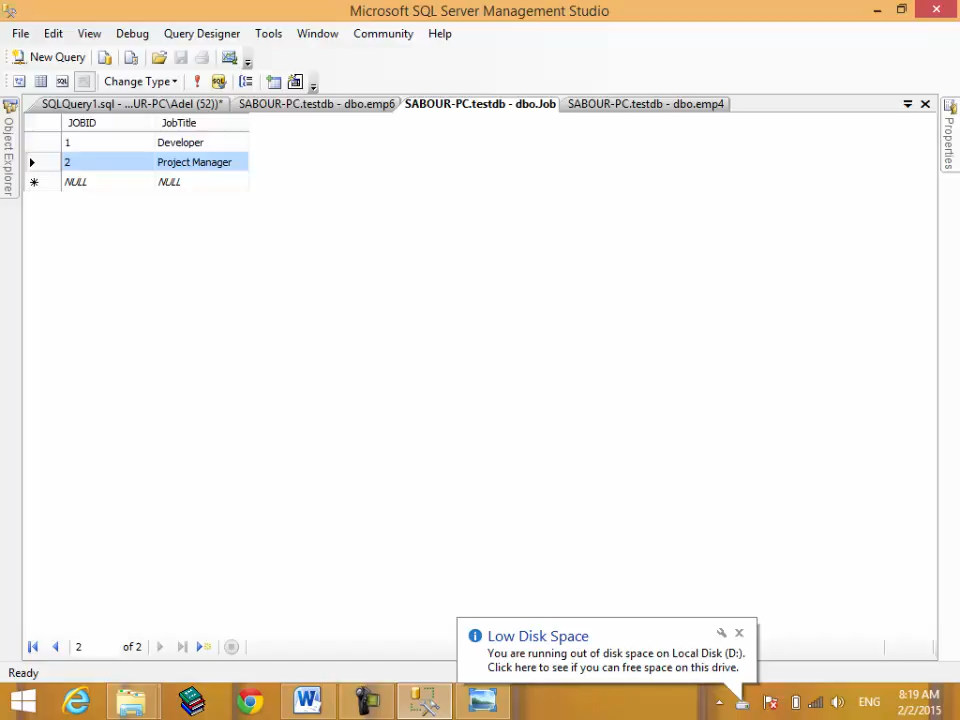 Microsoft SQL Server Management Studio
File Edit View Debug Query Designer Tools Window Community Help
New Query
Change Type
SQLQuery1.sql - ...UR-PC\Adel (52))* SABOUR-PC.testdb - dbo.emp6 SABOUR-PC.testdb - dbo.Job SABOUR-PC.testdb - dbo.emp4
Object Explorer
Properties
JOBID JobTitle
1 Developer
2 Project Manager
NULL NULL
2 of 2
Low Disk Space
You are running out of disk space on Local Disk (D:).
Click here to see if you can free space on this drive.
Ready
ENG
8:19 AM
2/2/2015